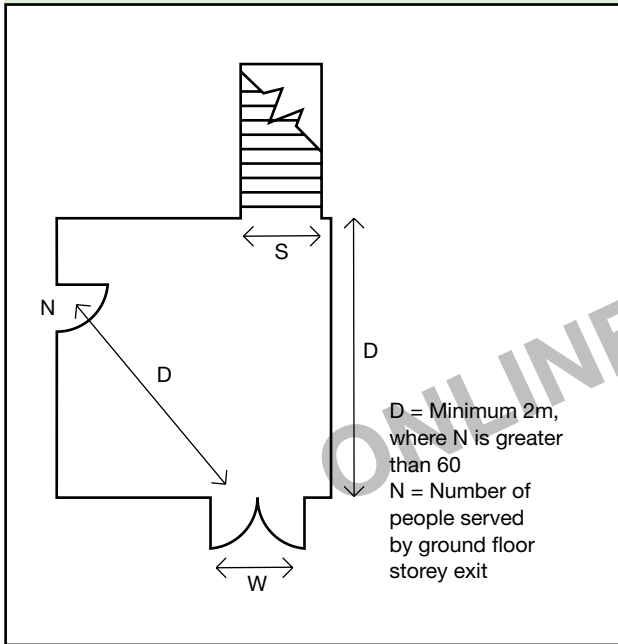 S
N
D
D
D = Minimum 2m,
where N is greater
than 60
N = Number of
people served
by ground floor
storey exit
W
ONLINE